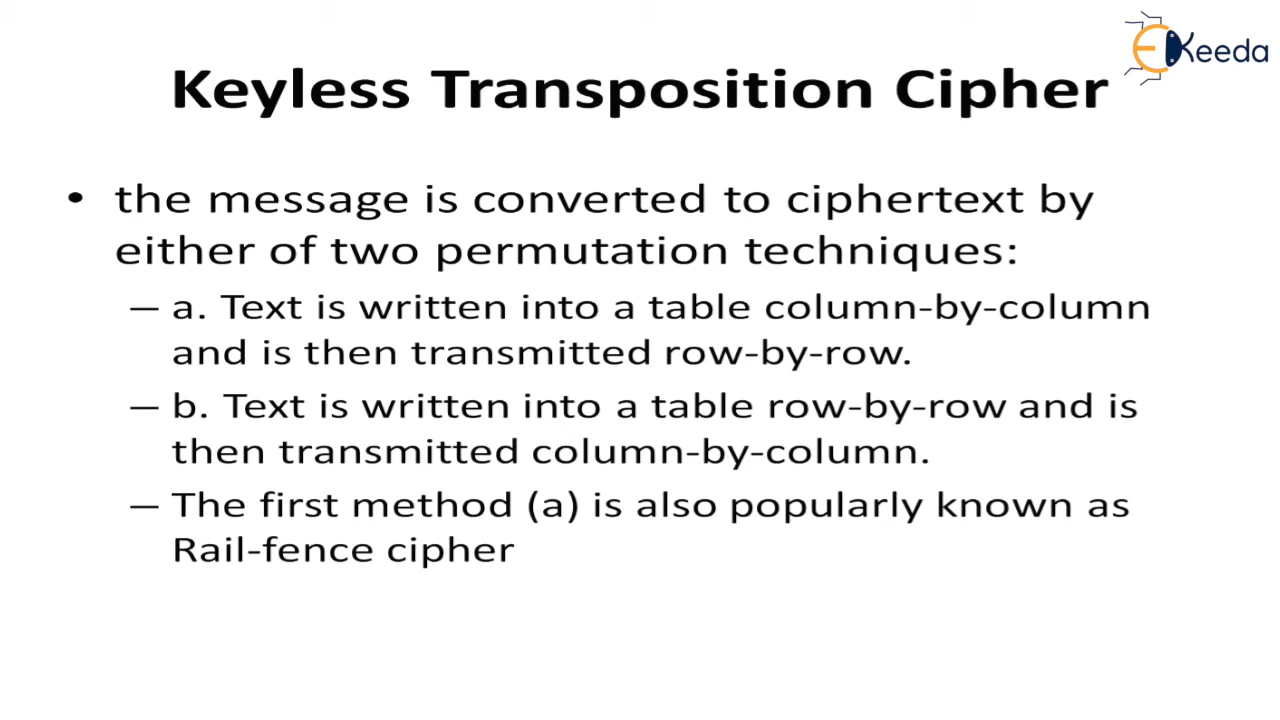 EKeeda
Keyless Transposition Cipher
• the message is converted to ciphertext by
either of two permutation techniques:
– a. Text is written into a table column-by-column
and is then transmitted row-by-row.
– b. Text is written into a table row-by-row and is
then transmitted column-by-column.
– The first method (a) is also popularly known as
Rail-fence cipher